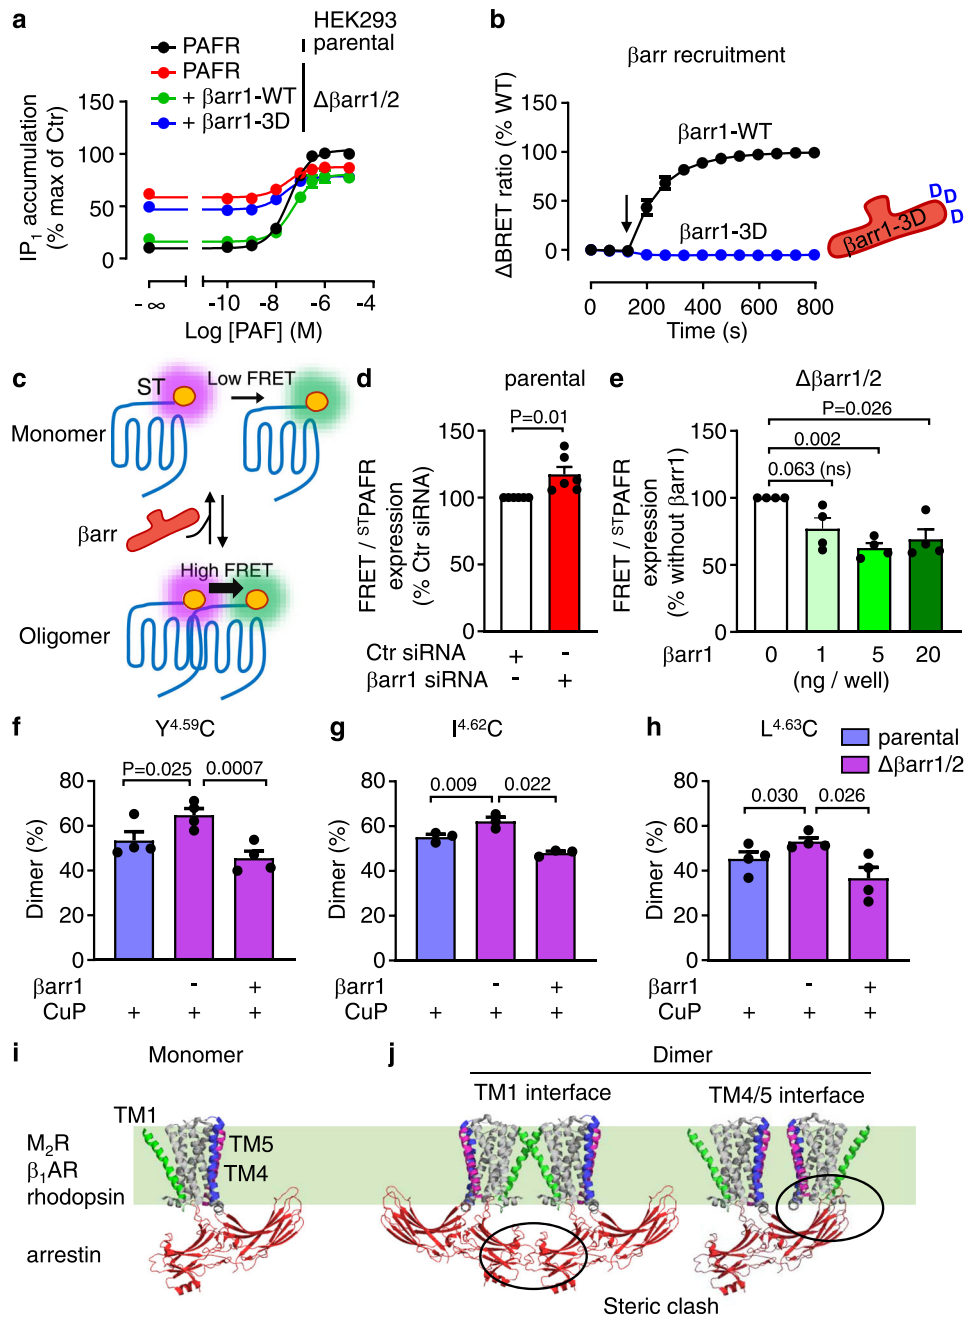 a
HEK293
PAFR
parental
PAFR
+ βarr1-WT
Δβarr1/2
+ βarr1-3D
IP1 accumulation
(% max of Ctr)
150
100
50
0
- ∞
-10
-8
-6
-4
Log [PAF] (M)
b
βarr recruitment
ΔBRET ratio (% WT)
150
100
50
0
βarr1-WT
βarr1-3D
0
200
400
600
800
Time (s)
βarr1-3D
D
D
D
c
ST
Low FRET
Monomer
βarr
High FRET
Oligomer
d
parental
P=0.01
FRET / STPAFR
expression
(% Ctr siRNA)
150
100
50
0
Ctr siRNA
+
-
βarr1 siRNA
-
+
e
Δβarr1/2
P=0.026
0.002
0.063 (ns)
FRET / STPAFR
expression
(% without βarr1)
150
100
50
0
βarr1
0
1
5
20
(ng / well)
f
Y4.59C
P=0.025
0.0007
Dimer (%)
80
60
40
20
0
βarr1
-
+
CuP
+
+
+
g
I4.62C
0.009
0.022
Dimer (%)
80
60
40
20
0
-
+
+
+
+
h
L4.63C
parental
Δβarr1/2
0.030
0.026
Dimer (%)
80
60
40
20
0
βarr1
-
+
CuP
+
+
+
i
Monomer
TM1
M2R
TM5
β1AR
TM4
rhodopsin
arrestin
j
Dimer
TM1 interface
TM4/5 interface
Steric clash